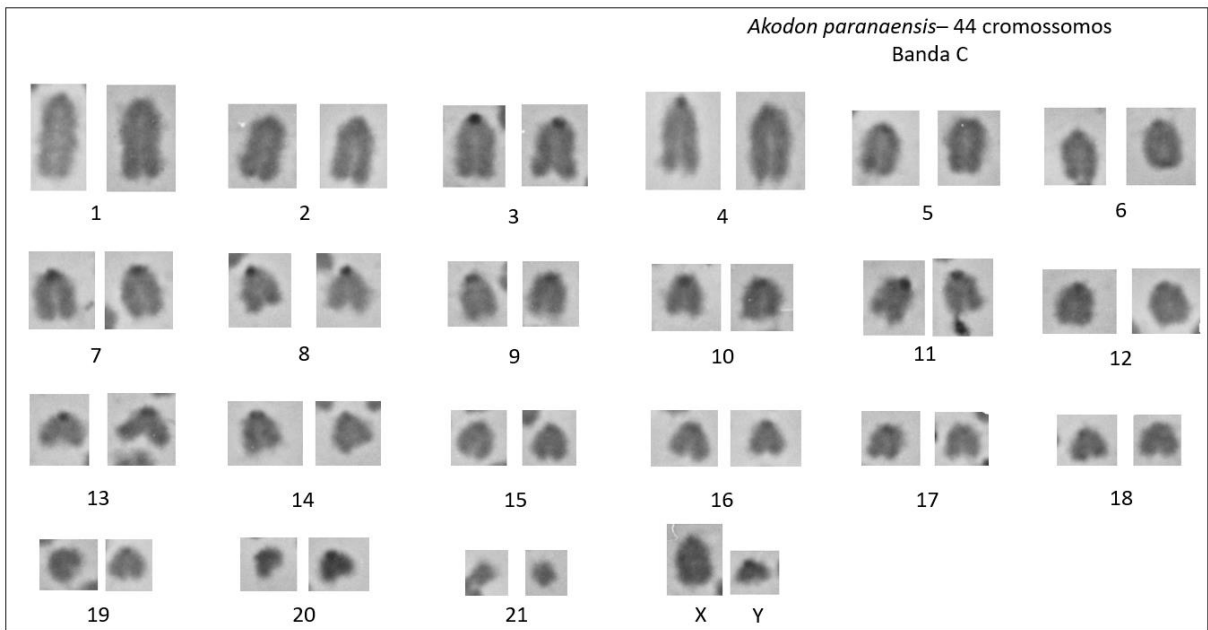 Akodon paranaensis– 44 cromossomos
Banda C
1 2 3 4 5 6
7 8 9 10 11 12
13 14 15 16 17 18
19 20 21 X Y